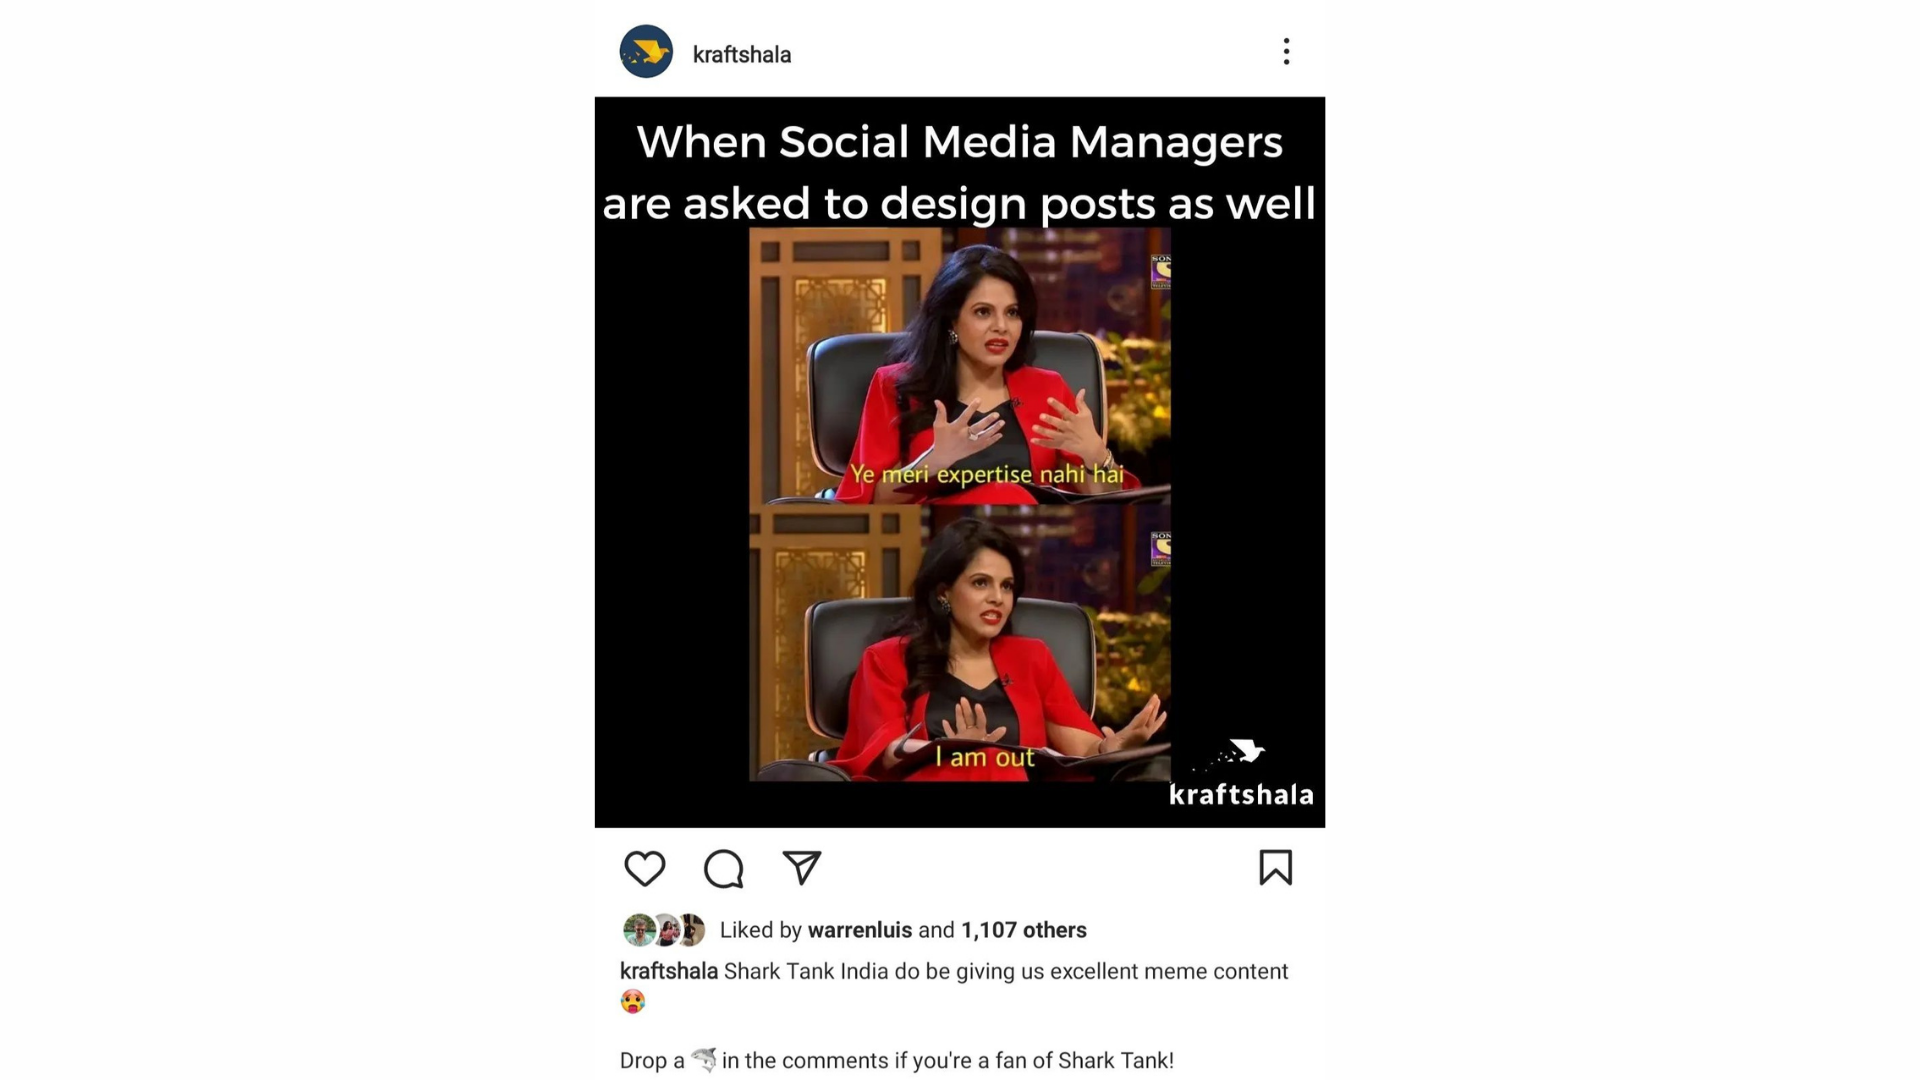 kraftshala
When Social Media Managers
are asked to design posts as well
SON
Ye meri expertise nahi hai
SON
I am out
kraftshala
Liked by warrenluis and 1,107 others
kraftshala Shark Tank India do be giving us excellent meme content
🥵
Drop a 🦈 in the comments if you're a fan of Shark Tank!